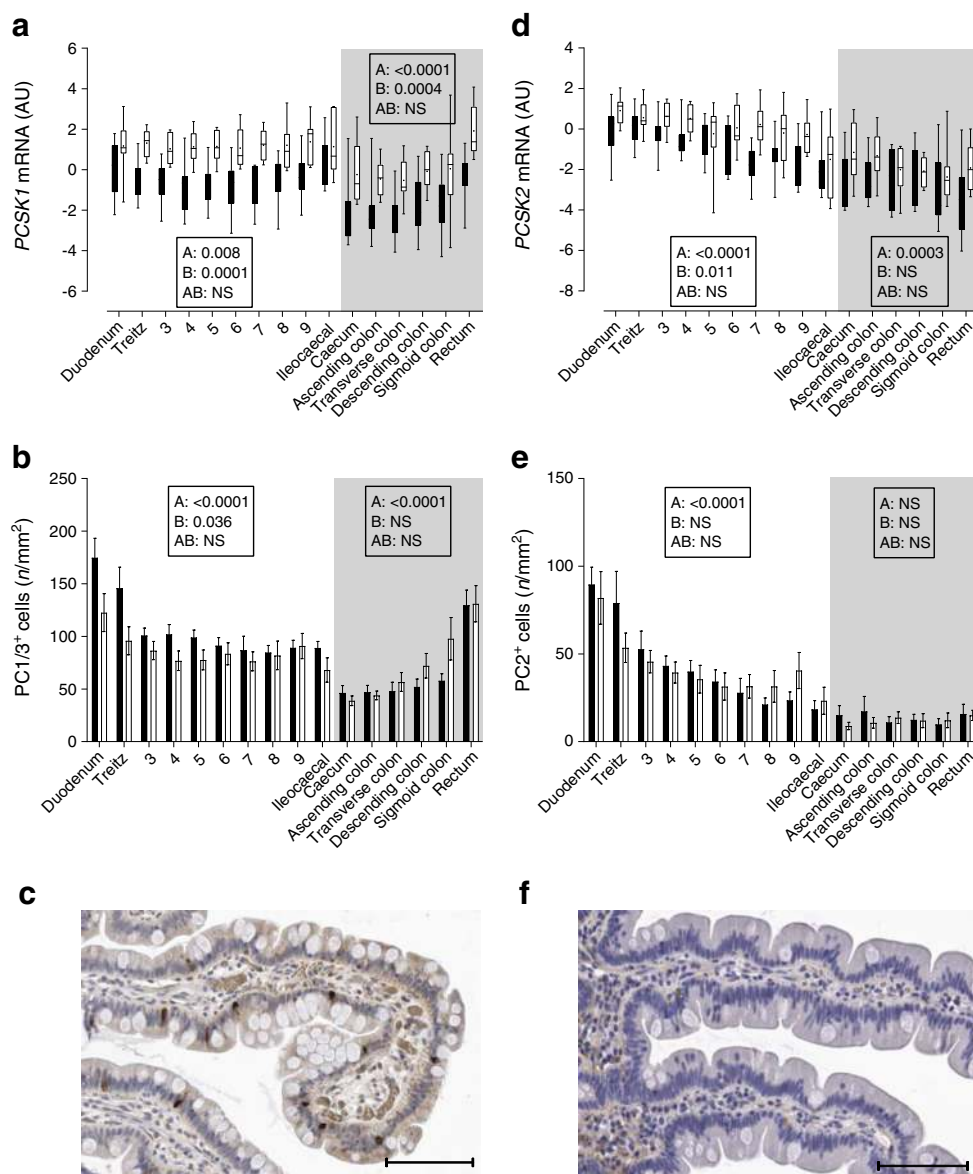 a
PCSK1 mRNA (AU)
6
4
2
0
-2
-4
-6
A: <0.0001
B: 0.0004
AB: NS
A: 0.008
B: 0.0001
AB: NS
Duodenum
Treitz
3
4
5
6
7
8
9
Ileocaecal
Caecum
Ascending colon
Transverse colon
Descending colon
Sigmoid colon
Rectum
d
PCSK2 mRNA (AU)
4
2
0
-2
-4
-6
-8
A: <0.0001
B: 0.011
AB: NS
A: 0.0003
B: NS
AB: NS
Duodenum
Treitz
3
4
5
6
7
8
9
Ileocaecal
Caecum
Ascending colon
Transverse colon
Descending colon
Sigmoid colon
Rectum
b
PC1/3⁺ cells (n/mm²)
250
200
150
100
50
0
A: <0.0001
B: 0.036
AB: NS
A: <0.0001
B: NS
AB: NS
Duodenum
Treitz
3
4
5
6
7
8
9
Ileocaecal
Caecum
Ascending colon
Transverse colon
Descending colon
Sigmoid colon
Rectum
e
PC2⁺ cells (n/mm²)
150
100
50
0
A: <0.0001
B: NS
AB: NS
A: NS
B: NS
AB: NS
Duodenum
Treitz
3
4
5
6
7
8
9
Ileocaecal
Caecum
Ascending colon
Transverse colon
Descending colon
Sigmoid colon
Rectum
c
f